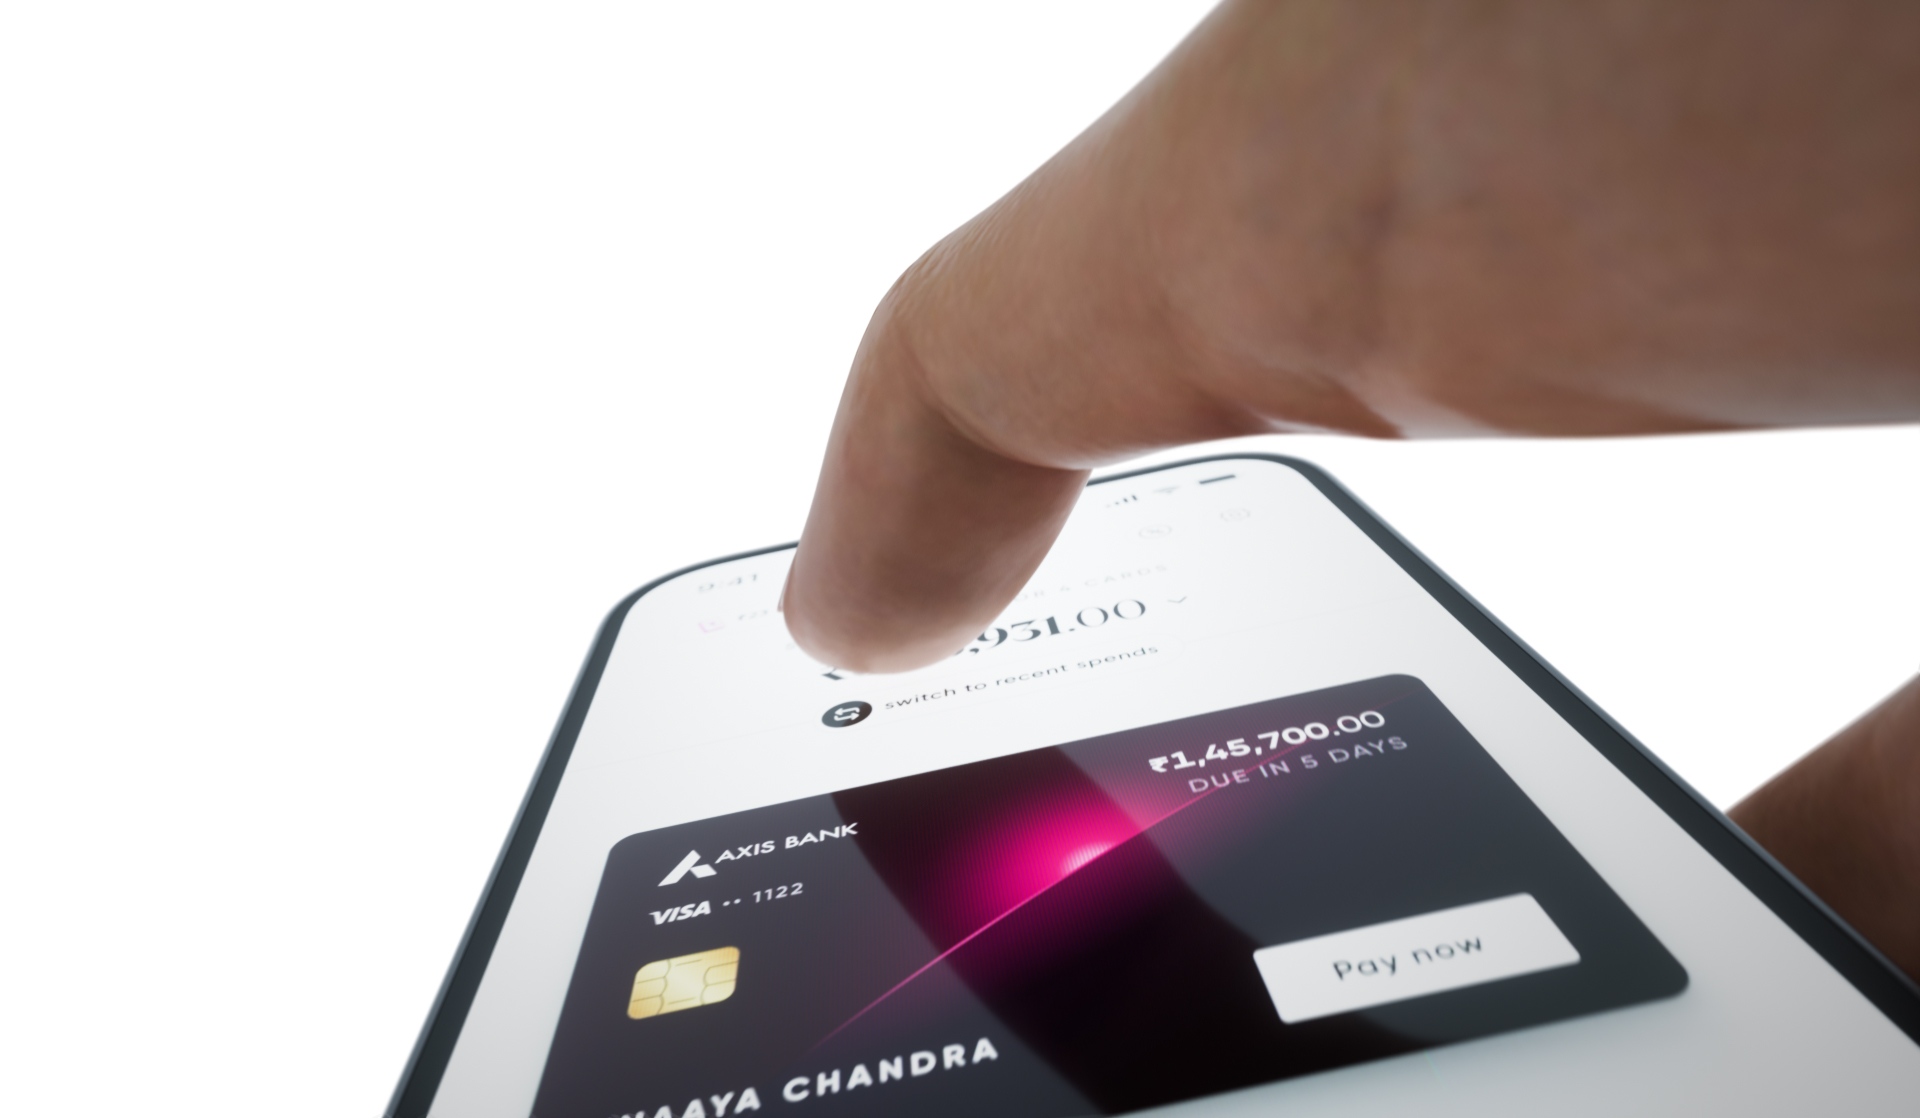 9:41
,931.00
switch to recent spends
₹1,45,700.00
DUE IN 5 DAYS
AXIS BANK
VISA •• 1122
Pay now
CHANDRA